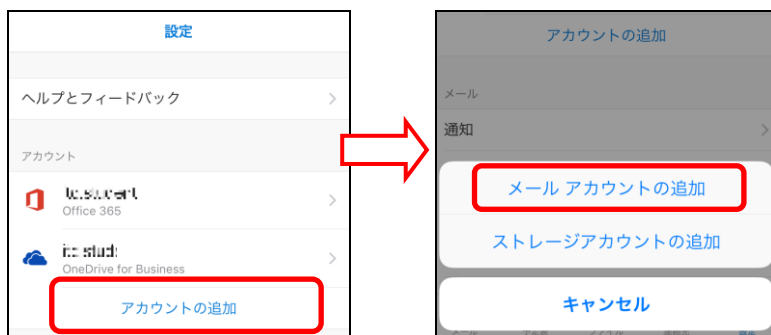 設定
ヘルプとフィードバック
アカウント
Office 365
OneDrive for Business
アカウントの追加
アカウントの追加
メール
通知
メール アカウントの追加
ストレージアカウントの追加
キャンセル